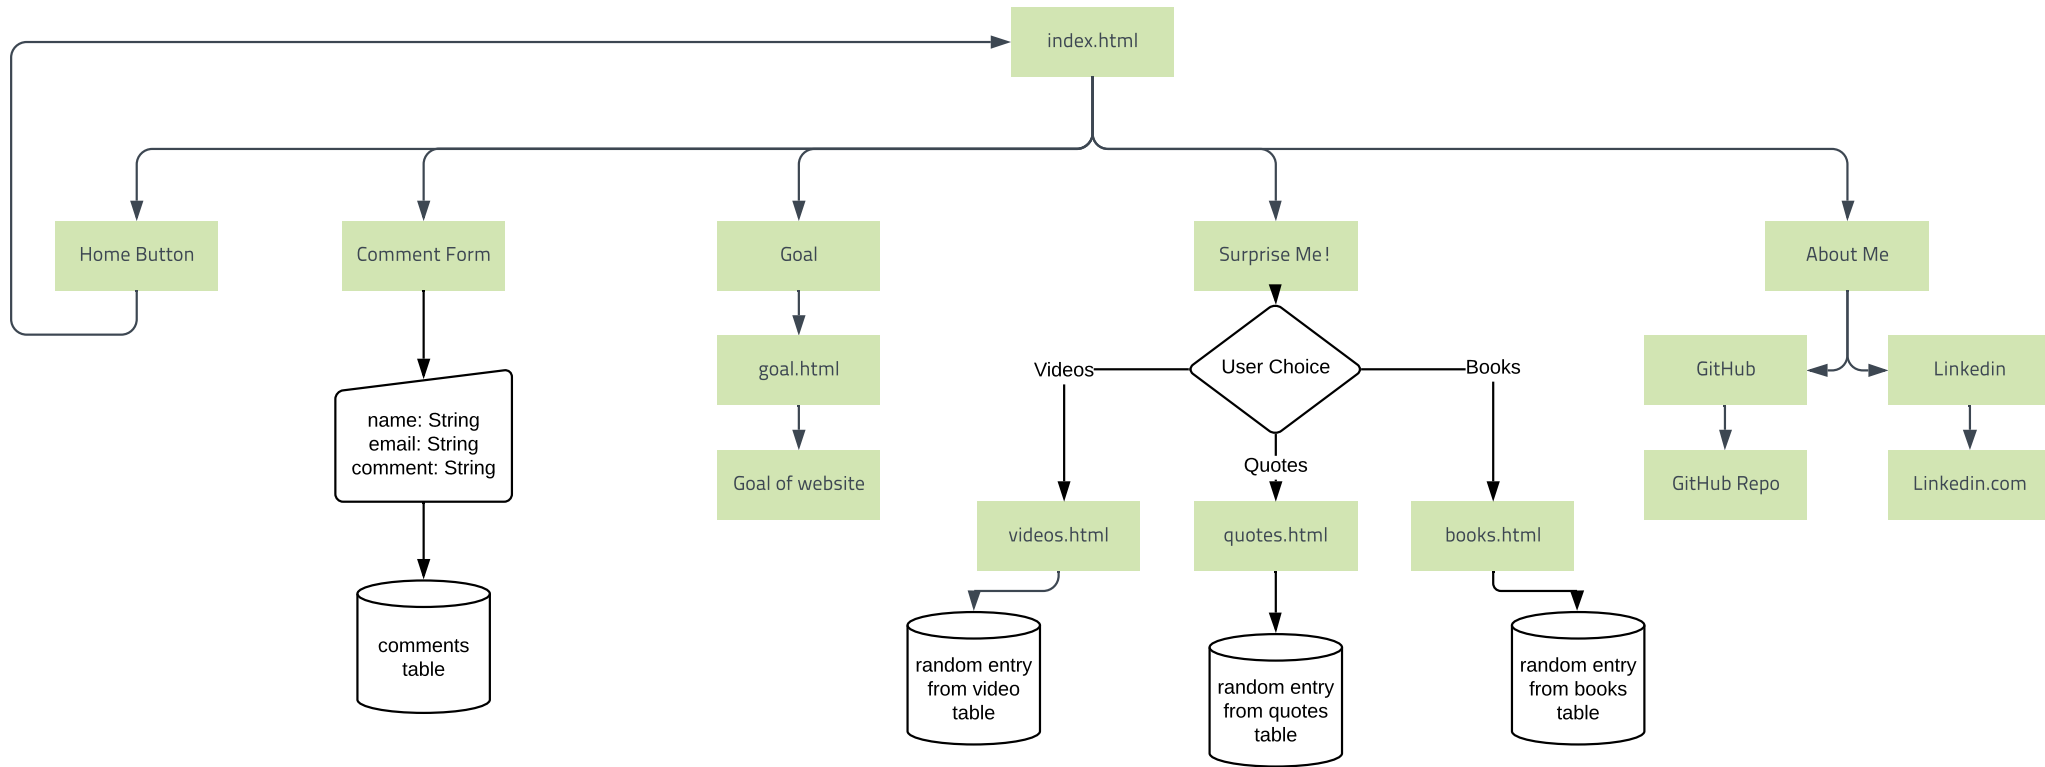 index.html
Home Button
Comment Form
Goal
Surprise Me!
About Me
name: String
email: String
comment: String
comments
table
goal.html
Goal of website
User Choice
Videos
Quotes
Books
videos.html
quotes.html
books.html
random entry
from video
table
random entry
from quotes
table
random entry
from books
table
GitHub
Linkedin
GitHub Repo
Linkedin.com